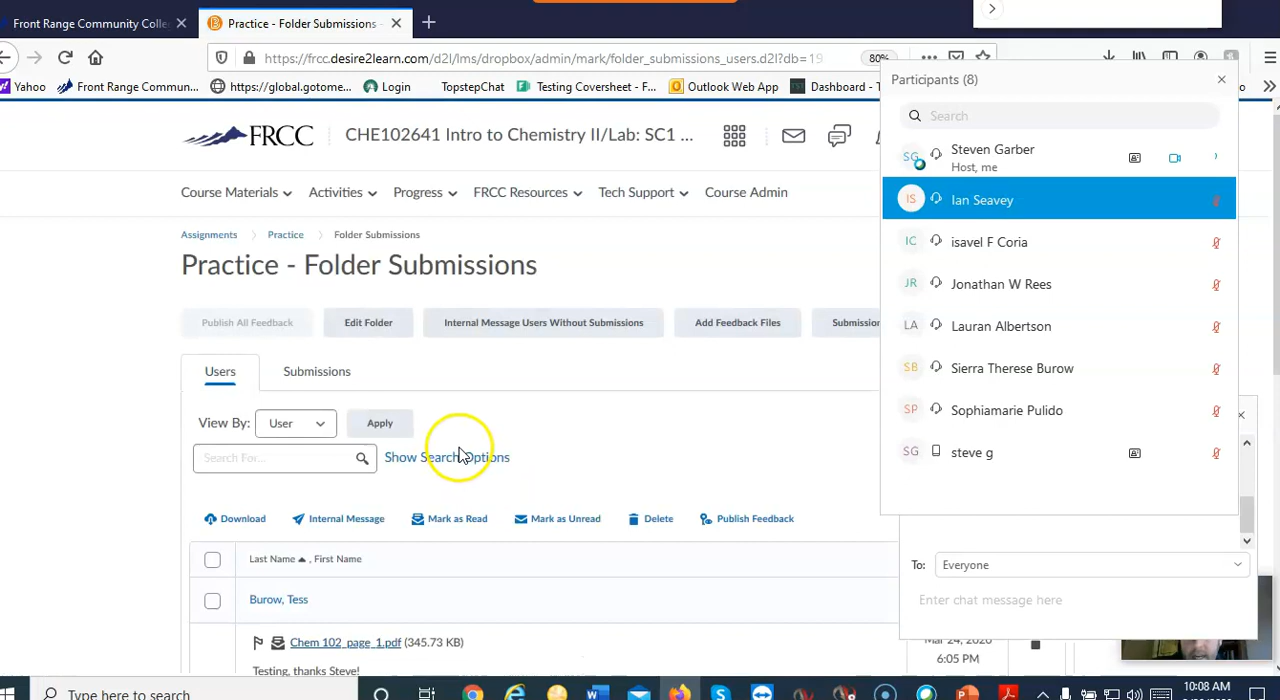 Front Range Community Colle
Practice - Folder Submissions -
https://frcc.desire2learn.com/d2l/lms/dropbox/admin/mark/folder_submissions_users.d2l?db=19
80%
Yahoo
Front Range Commun...
https://global.gotome...
Login
TopstepChat
Testing Coversheet - F...
Outlook Web App
Dashboard -
FRCC
CHE102641 Intro to Chemistry II/Lab: SC1 ...
Course Materials
Activities
Progress
FRCC Resources
Tech Support
Course Admin
Assignments
Practice
Folder Submissions
Practice - Folder Submissions
Publish All Feedback
Edit Folder
Internal Message Users Without Submissions
Add Feedback Files
Submission
Users
Submissions
View By:
User
Apply
Search For...
Show Search Options
Download
Internal Message
Mark as Read
Mark as Unread
Delete
Publish Feedback
Last Name , First Name
Burow, Tess
Chem 102_page_1.pdf (345.73 KB)
Testing, thanks Steve!
Mar 24, 2020
6:05 PM
Participants (8)
Search
SG
Steven Garber
Host, me
IS
Ian Seavey
IC
isavel F Coria
JR
Jonathan W Rees
LA
Lauran Albertson
SB
Sierra Therese Burow
SP
Sophiamarie Pulido
SG
steve g
To:
Everyone
Enter chat message here
Type here to search
10:08 AM